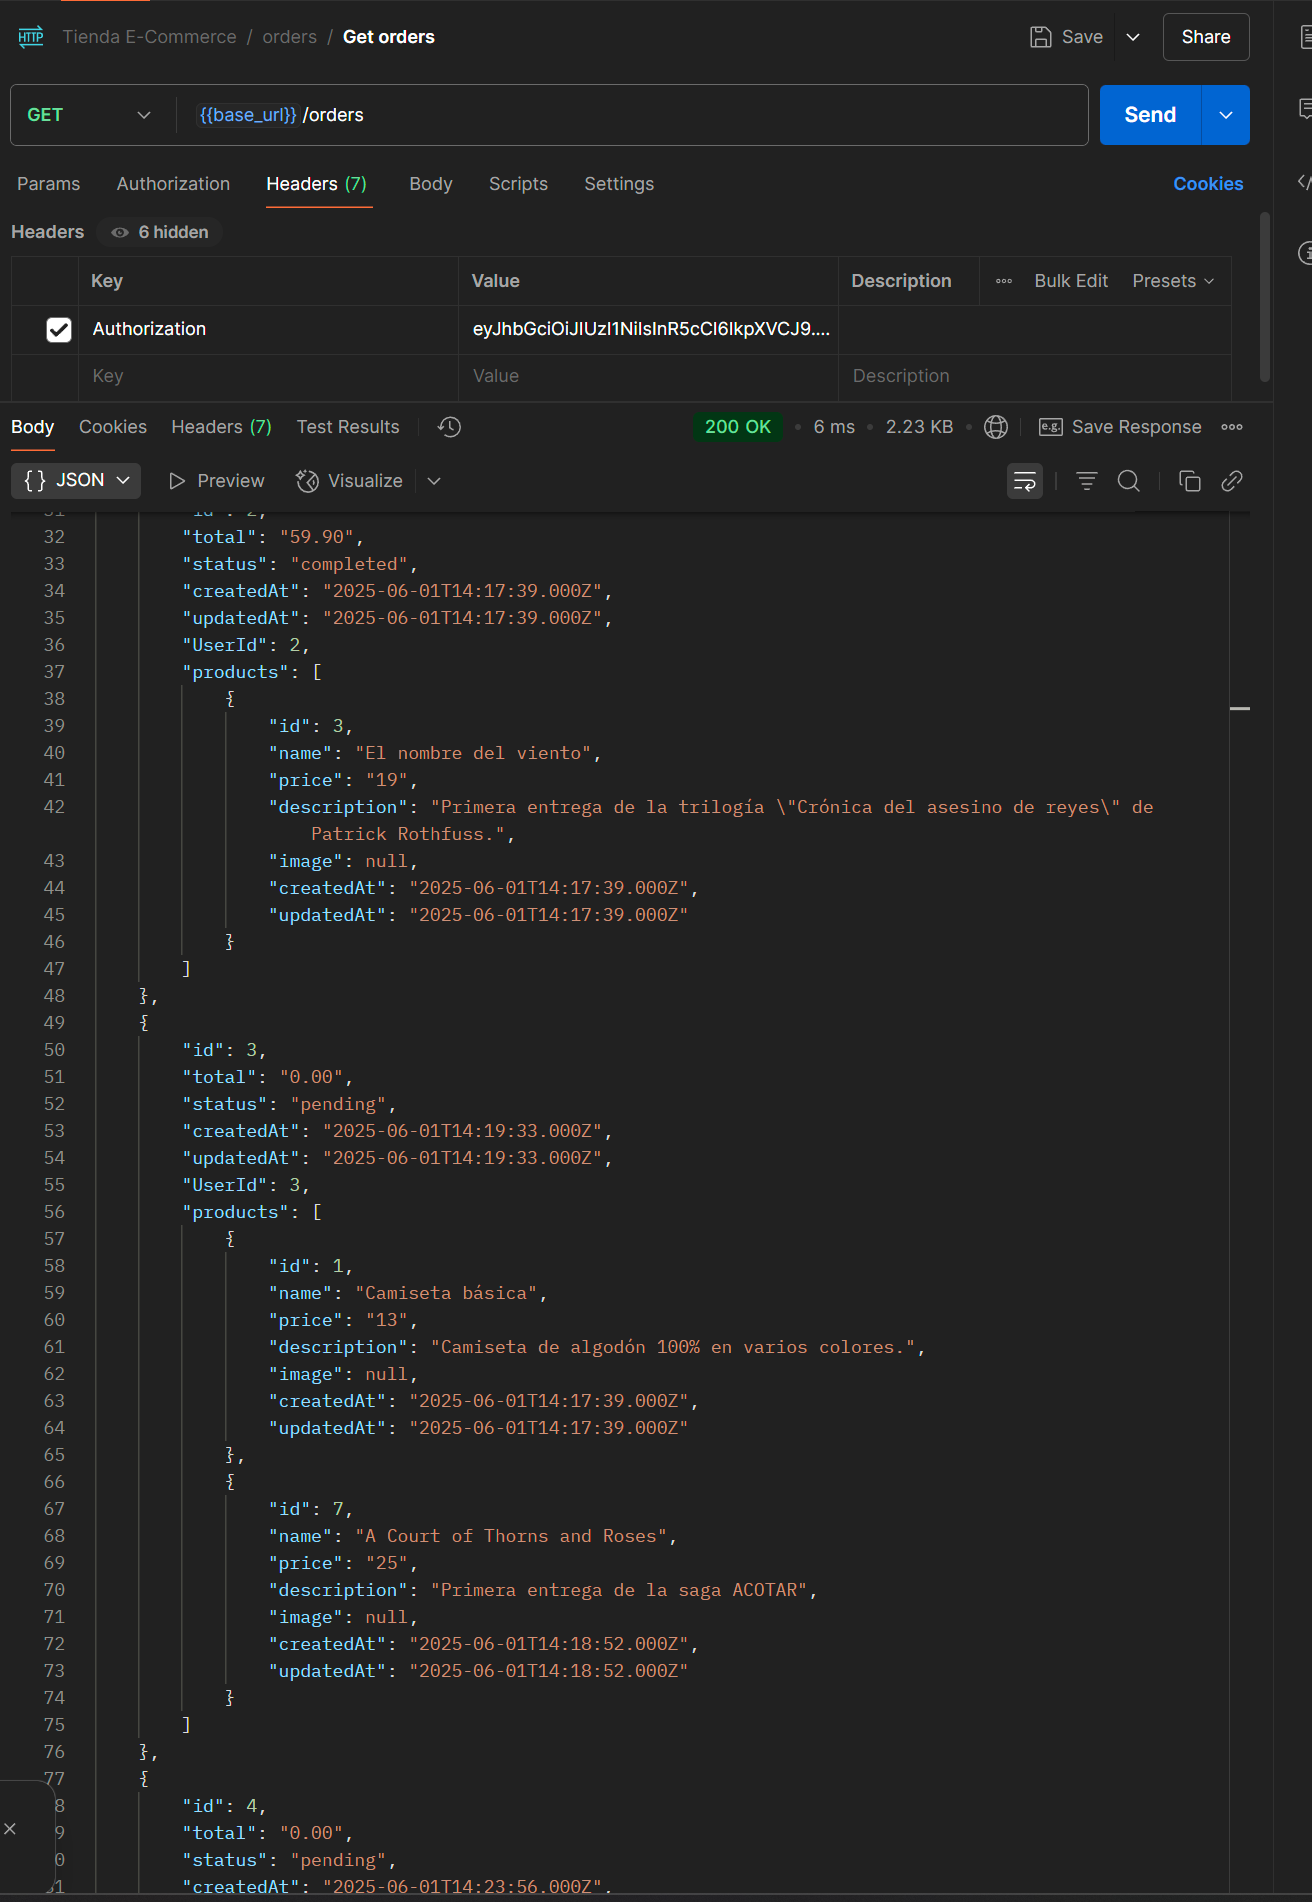 HTTP Tienda E-Commerce / orders / Get orders Save Share
GET {{base_url}}/orders Send
Params Authorization Headers (7) Body Scripts Settings Cookies
Headers 6 hidden
Key Value Description Bulk Edit Presets
Authorization eyJhbGciOiJIUzI1NiIsInR5cCI6IkpXVCJ9....
Key Value Description
Body Cookies Headers (7) Test Results 200 OK • 6 ms • 2.23 KB • e.g. Save Response
{} JSON Preview Visualize
31 "id": 2,
32 "total": "59.90",
33 "status": "completed",
34 "createdAt": "2025-06-01T14:17:39.000Z",
35 "updatedAt": "2025-06-01T14:17:39.000Z",
36 "UserId": 2,
37 "products": [
38 {
39 "id": 3,
40 "name": "El nombre del viento",
41 "price": "19",
42 "description": "Primera entrega de la trilogía \"Crónica del asesino de reyes\" de
Patrick Rothfuss.",
43 "image": null,
44 "createdAt": "2025-06-01T14:17:39.000Z",
45 "updatedAt": "2025-06-01T14:17:39.000Z"
46 }
47 ]
48 },
49 {
50 "id": 3,
51 "total": "0.00",
52 "status": "pending",
53 "createdAt": "2025-06-01T14:19:33.000Z",
54 "updatedAt": "2025-06-01T14:19:33.000Z",
55 "UserId": 3,
56 "products": [
57 {
58 "id": 1,
59 "name": "Camiseta básica",
60 "price": "13",
61 "description": "Camiseta de algodón 100% en varios colores.",
62 "image": null,
63 "createdAt": "2025-06-01T14:17:39.000Z",
64 "updatedAt": "2025-06-01T14:17:39.000Z"
65 },
66 {
67 "id": 7,
68 "name": "A Court of Thorns and Roses",
69 "price": "25",
70 "description": "Primera entrega de la saga ACOTAR",
71 "image": null,
72 "createdAt": "2025-06-01T14:18:52.000Z",
73 "updatedAt": "2025-06-01T14:18:52.000Z"
74 }
75 ]
76 },
77 {
8 "id": 4,
9 "total": "0.00",
0 "status": "pending",
81 "createdAt": "2025-06-01T14:23:56.000Z",